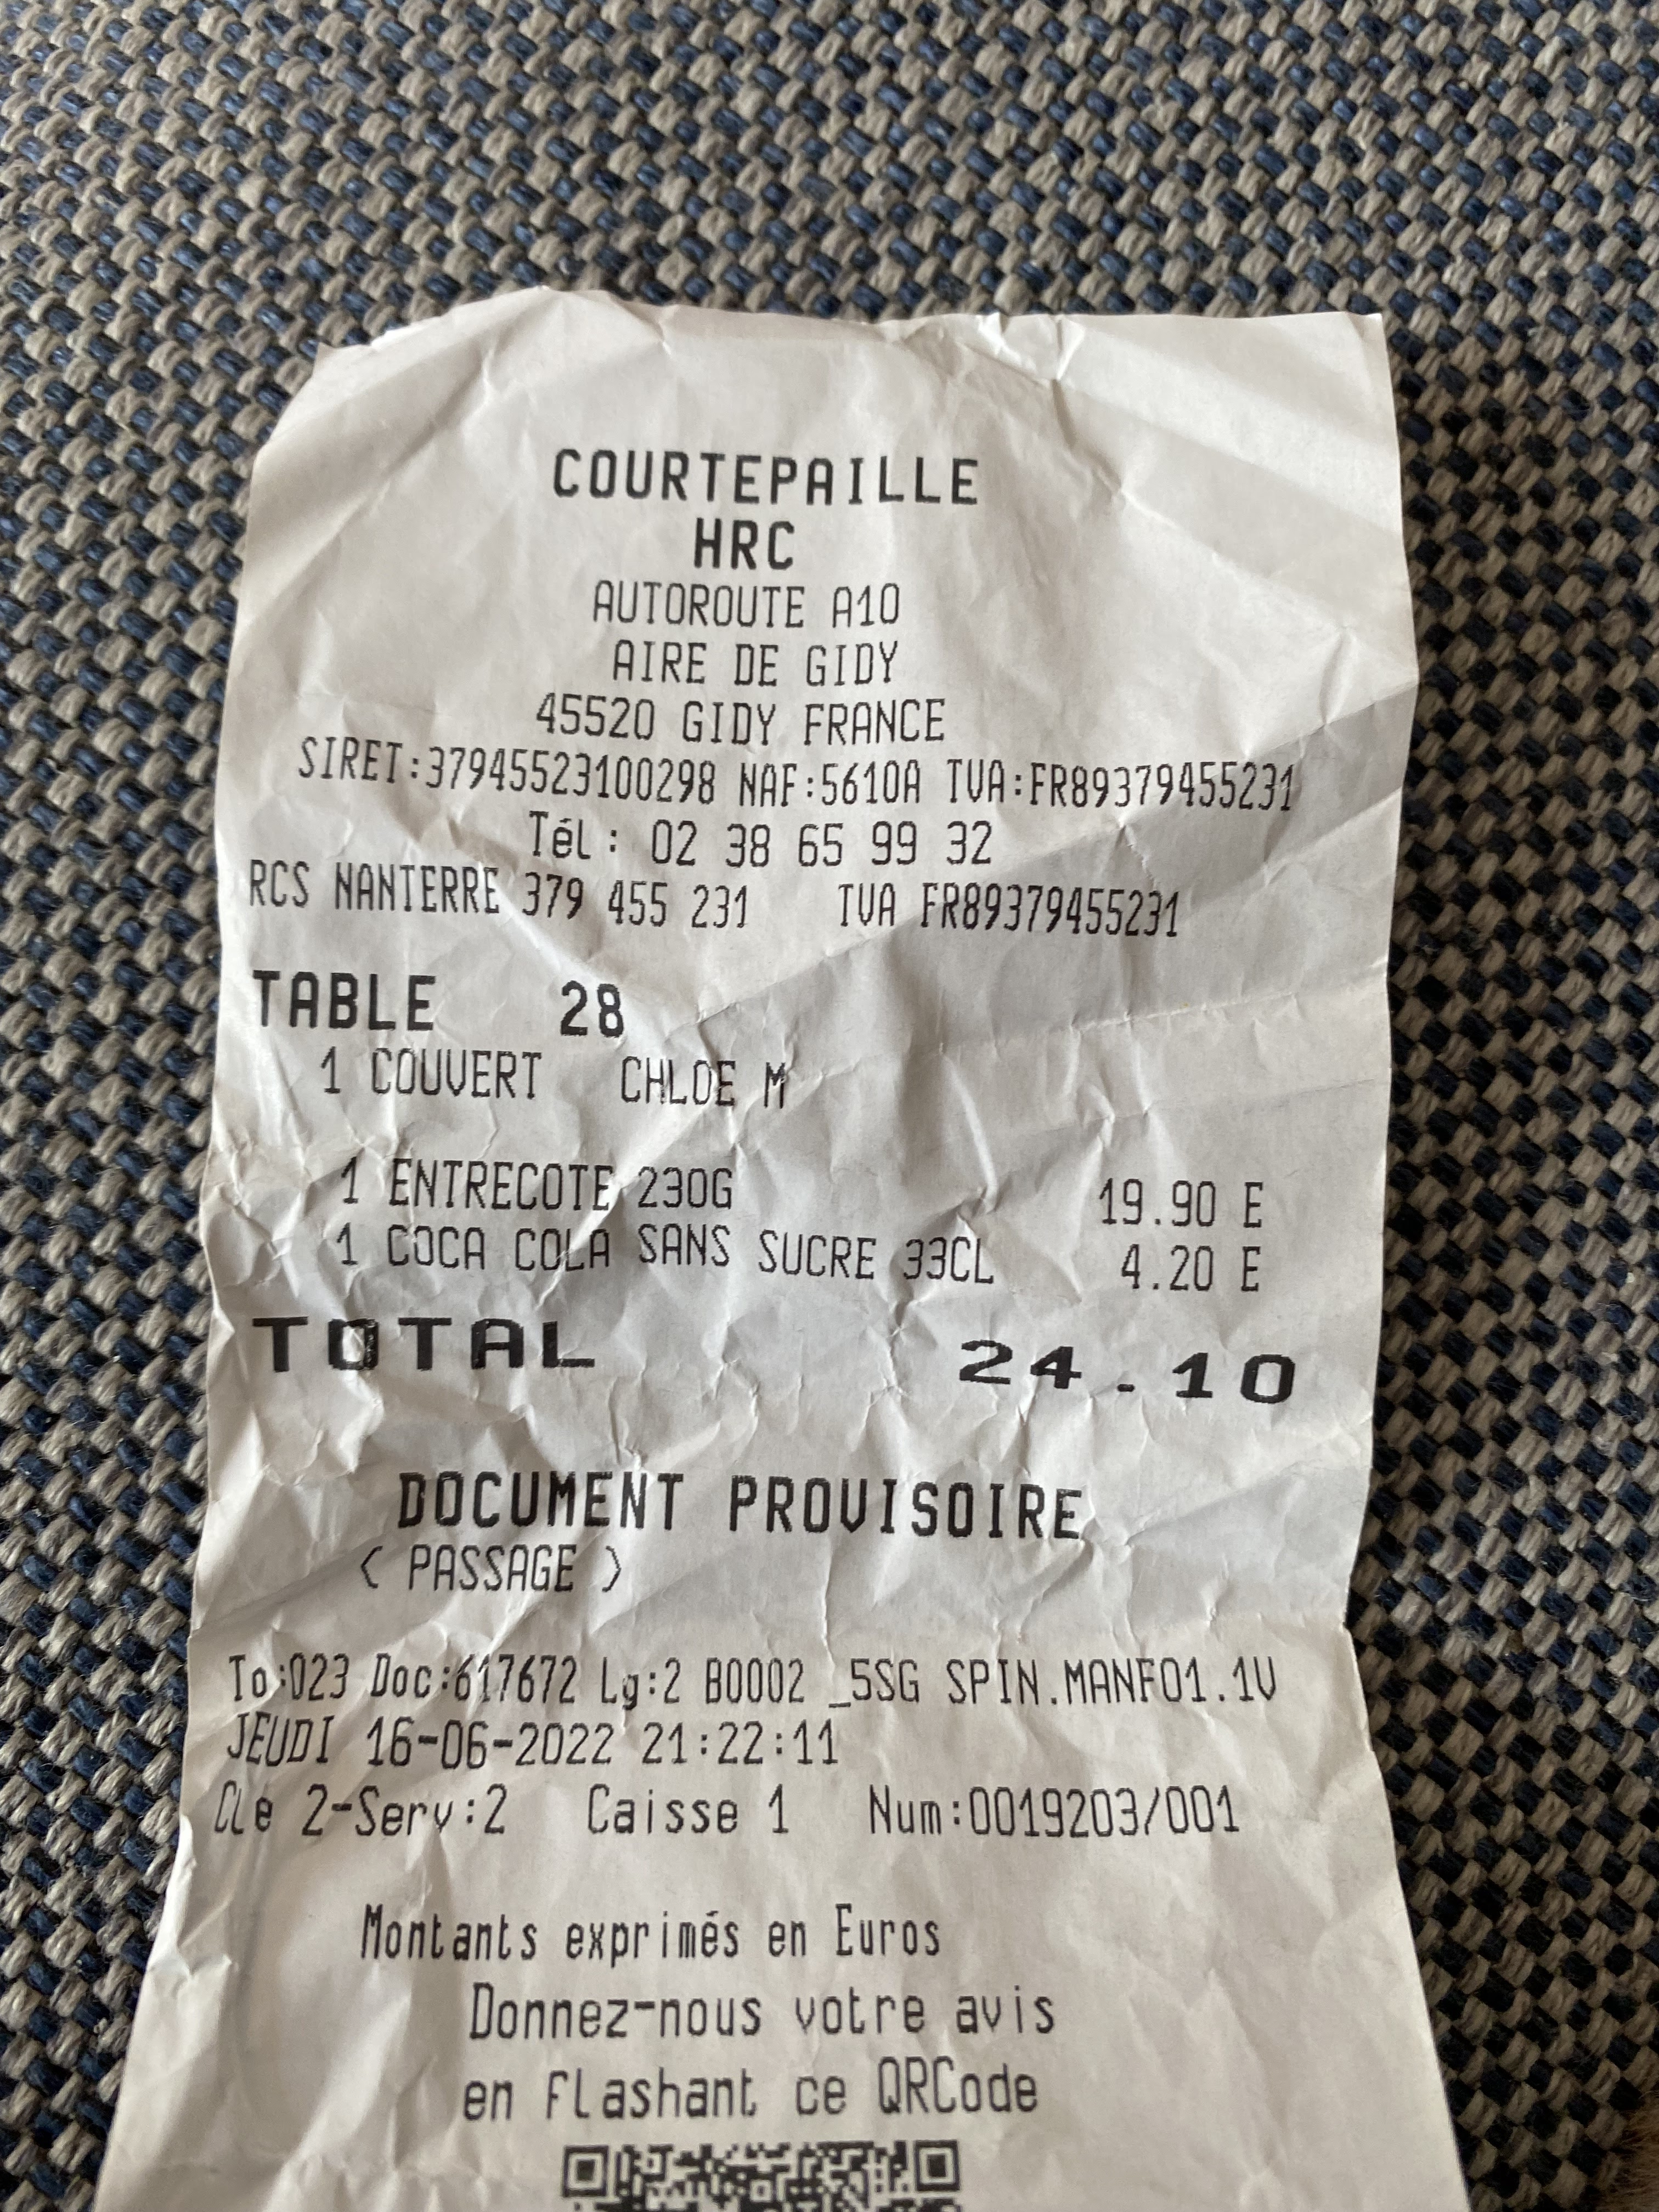 COURTEPAILLE
HRC
AUTOROUTE A10
AIRE DE GIDY
45520 GIDY FRANCE
SIRET:37945523100298 NAF:5610A TVA:FR89379455231
Tél: 02 38 65 99 32
RCS NANTERRE 379 455 231 TVA FR89379455231
TABLE 28
1 COUVERT CHLOE M
1 ENTRECOTE 230G 19.90 E
1 COCA COLA SANS SUCRE 33CL 4.20 E
TOTAL 24.10
DOCUMENT PROVISOIRE
( PASSAGE )
To:023 Doc:617672 Lg:2 B0002 _5SG SPIN.MANF01.1V
JEUDI 16-06-2022 21:22:11
Cle 2-Serv:2 Caisse 1 Num:0019203/001
Montants exprimés en Euros
Donnez-nous votre avis
en flashant ce QRCode